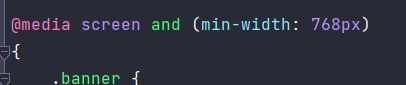 @media screen and (min-width: 768px)
{
.banner {